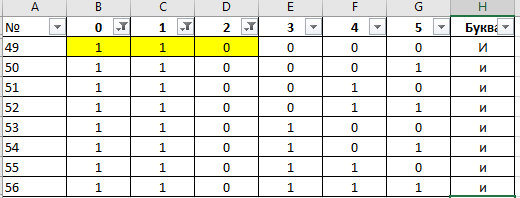 A B C D E F G H
№ 0 1 2 3 4 5 Буква
49 1 1 0 0 0 0 И
50 1 1 0 0 0 1 и
51 1 1 0 0 1 0 и
52 1 1 0 0 1 1 и
53 1 1 0 1 0 0 и
54 1 1 0 1 0 1 и
55 1 1 0 1 1 0 и
56 1 1 0 1 1 1 и